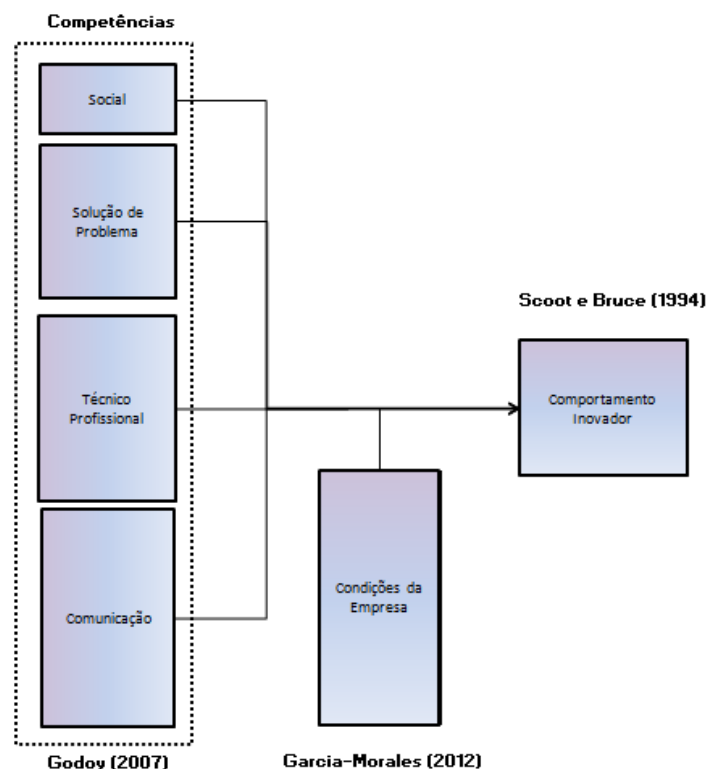 Competências
Social
Solução de
Problema
Técnico
Profissional
Comunicação
Godoy (2007)
Condições da
Empresa
Garcia-Morales (2012)
Scoot e Bruce (1994)
Comportamento
Inovador